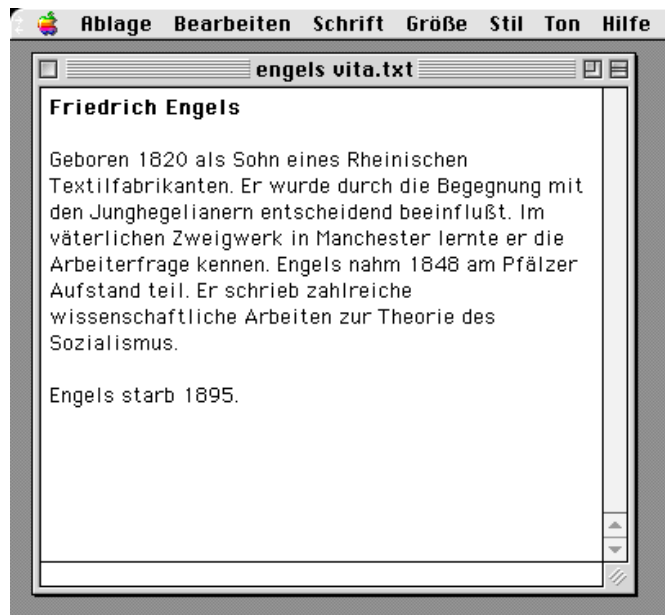 Ablage Bearbeiten Schrift Größe Stil Ton Hilfe
engels vita.txt
Friedrich Engels
Geboren 1820 als Sohn eines Rheinischen
Textilfabrikanten. Er wurde durch die Begegnung mit
den Junghegelianern entscheidend beeinflußt. Im
väterlichen Zweigwerk in Manchester lernte er die
Arbeiterfrage kennen. Engels nahm 1848 am Pfälzer
Aufstand teil. Er schrieb zahlreiche
wissenschaftliche Arbeiten zur Theorie des
Sozialismus.
Engels starb 1895.